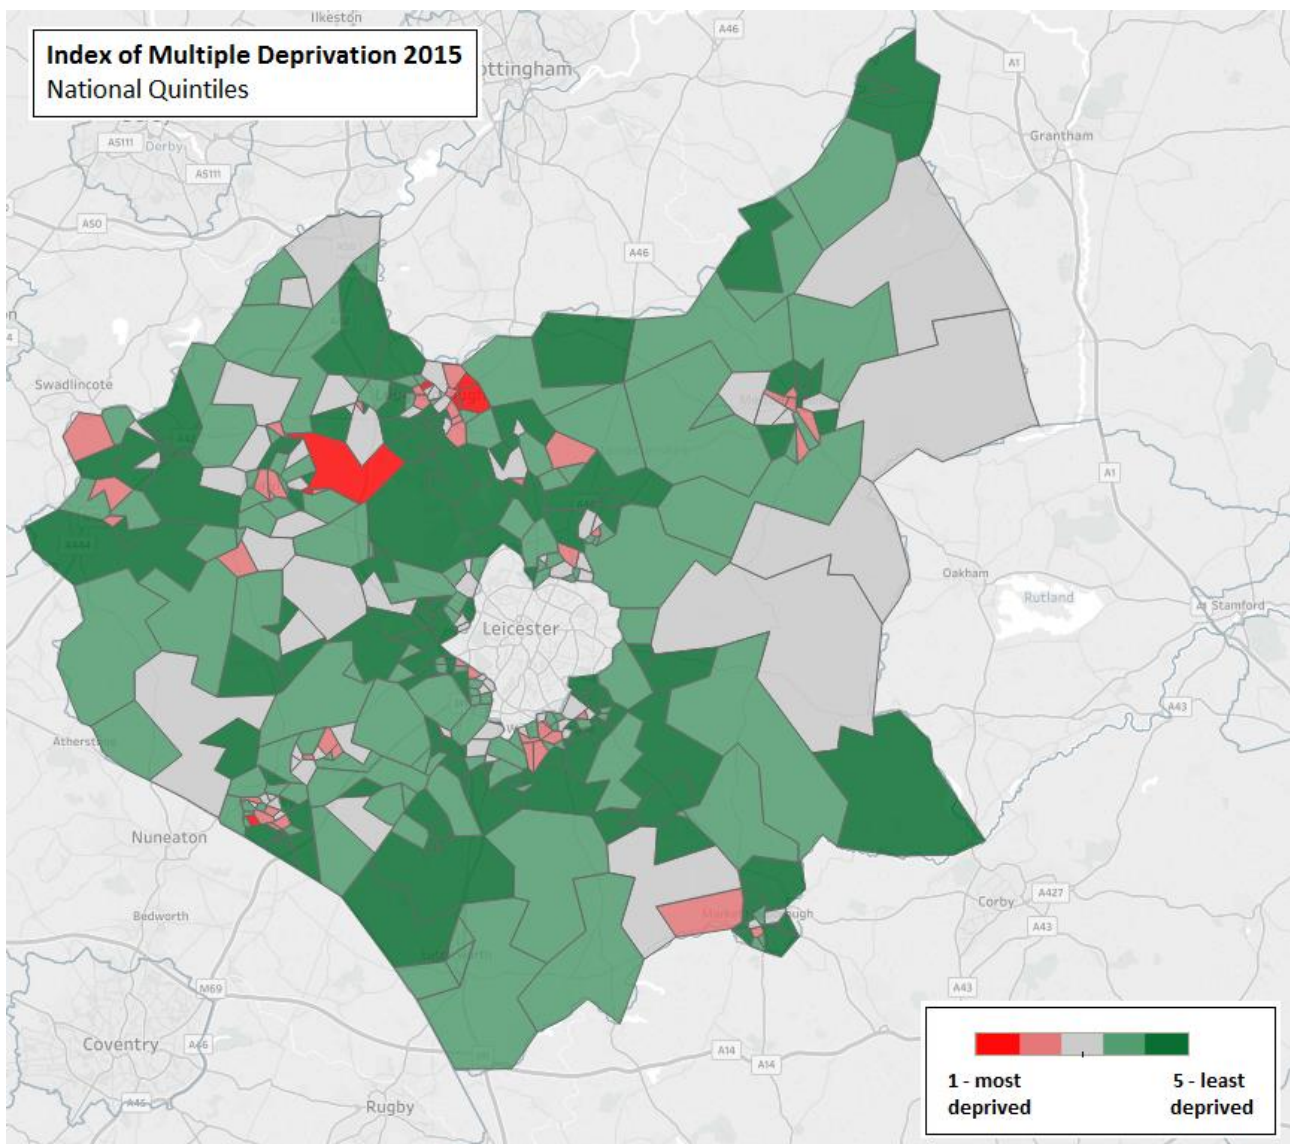 Ilkeston
A46
Index of Multiple Deprivation 2015
National Quintiles
ottingham
A1
A5111
Derby
A5111
Grantham
A50
A46
Swadlincote
A1
Oakham
Rutland
A1
Stamford
Leicester
A43
Atherstone
Nuneaton
Corby
A427
Bedworth
A43
M69
A43
Coventry
A46
A14
A14
A45
Rugby
1 - most
deprived
5 - least
deprived